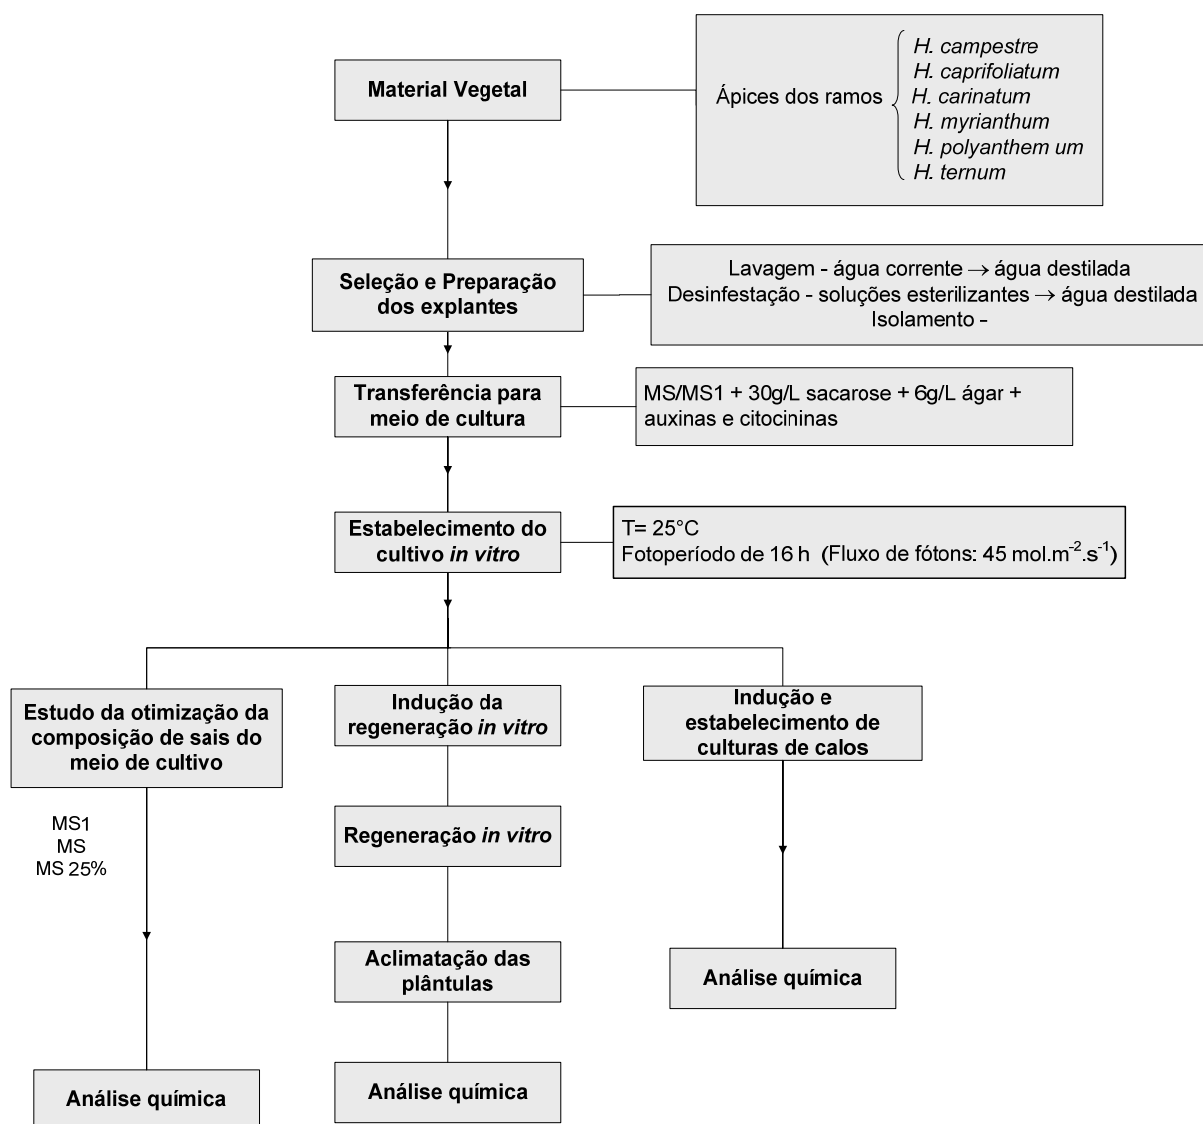 Material Vegetal
Ápices dos ramos
H. campestre
H. caprifoliatum
H. carinatum
H. myrianthum
H. polyanthem um
H. ternum
Seleção e Preparação
dos explantes
Lavagem - água corrente → água destilada
Desinfestação - soluções esterilizantes → água destilada
Isolamento -
Transferência para
meio de cultura
MS/MS1 + 30g/L sacarose + 6g/L ágar +
auxinas e citocininas
Estabelecimento do
cultivo in vitro
T= 25°C
Fotoperíodo de 16 h (Fluxo de fótons: 45 mol.m⁻².s⁻¹)
Estudo da otimização da
composição de sais do
meio de cultivo
MS1
MS
MS 25%
Análise química
Indução da
regeneração in vitro
Regeneração in vitro
Aclimatação das
plântulas
Análise química
Indução e
estabelecimento de
culturas de calos
Análise química